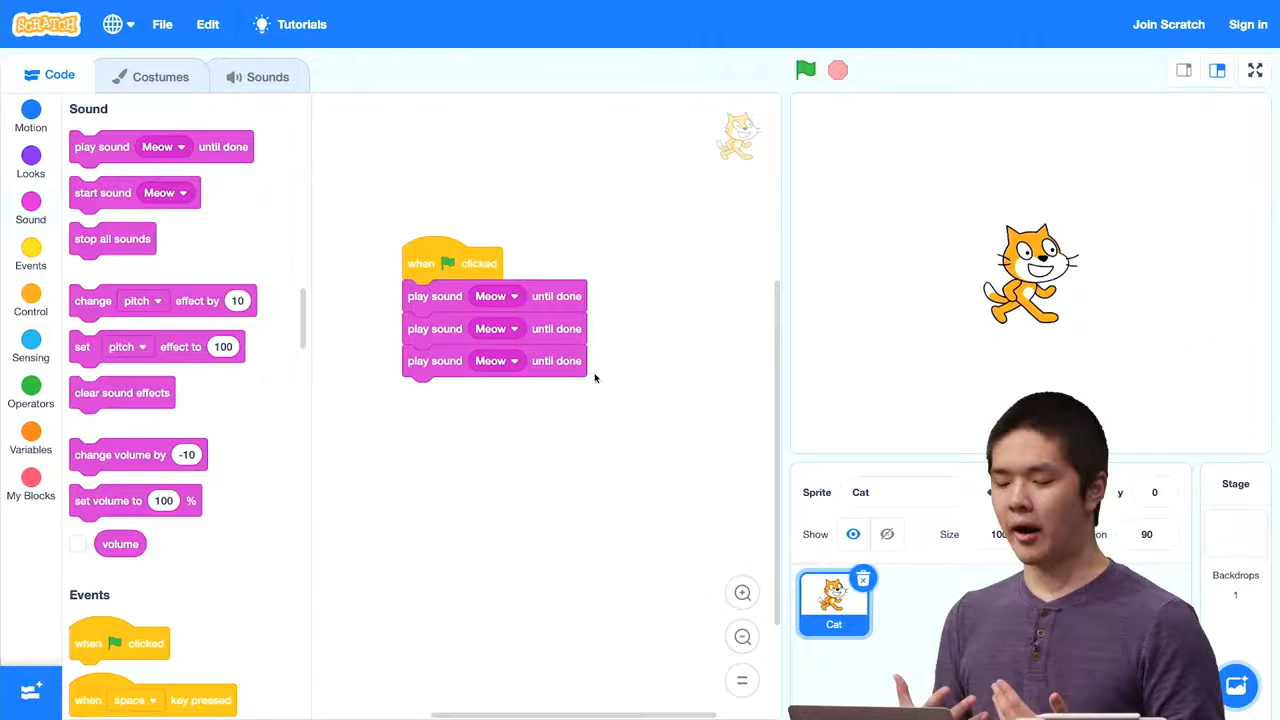 SCRATCH File Edit Tutorials Join Scratch Sign in
Code Costumes Sounds
Motion
Looks
Sound
Events
Control
Sensing
Operators
Variables
My Blocks
Sound
play sound Meow until done
start sound Meow
stop all sounds
change pitch effect by 10
set pitch effect to 100
clear sound effects
change volume by -10
set volume to 100 %
volume
Events
when clicked
when space key pressed
when clicked
play sound Meow until done
play sound Meow until done
play sound Meow until done
Sprite Cat y 0
Show Size 90
Cat
Stage
Backdrops
1